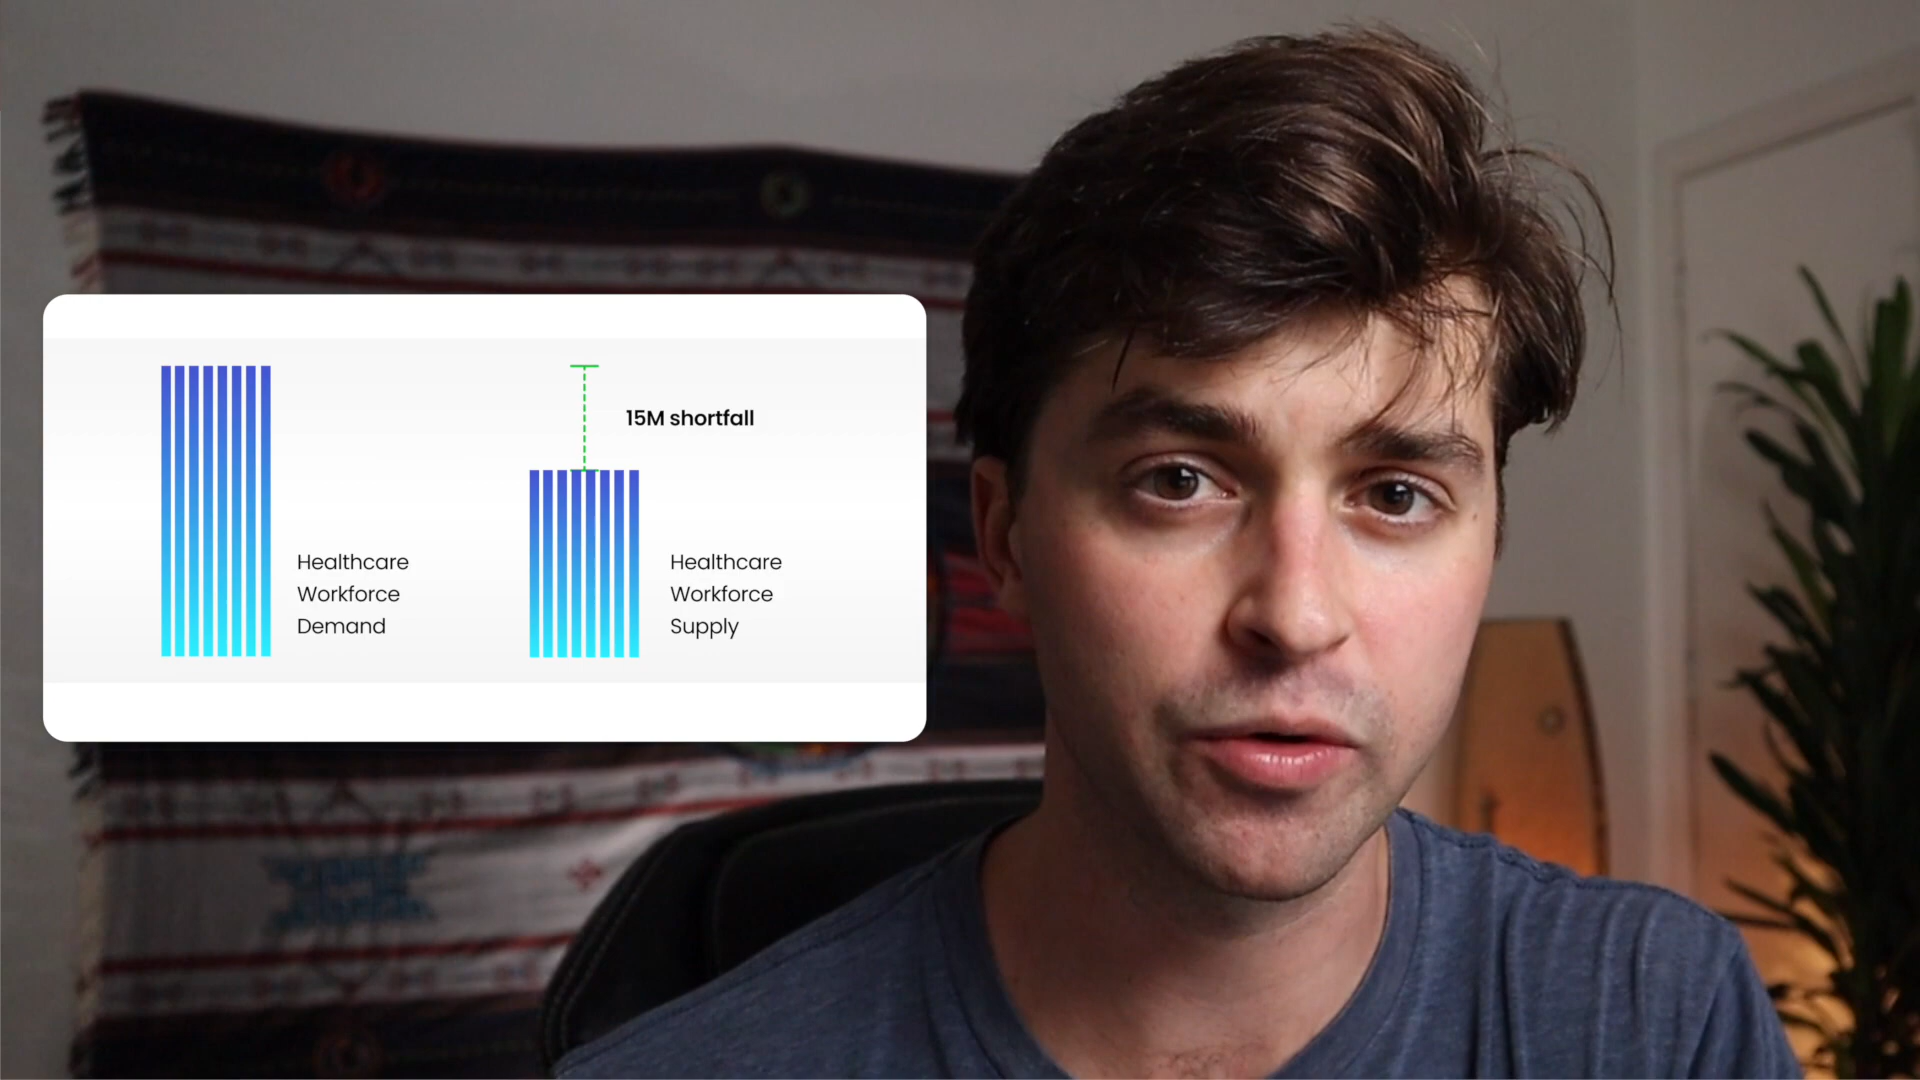 15M shortfall
Healthcare
Workforce
Demand
Healthcare
Workforce
Supply